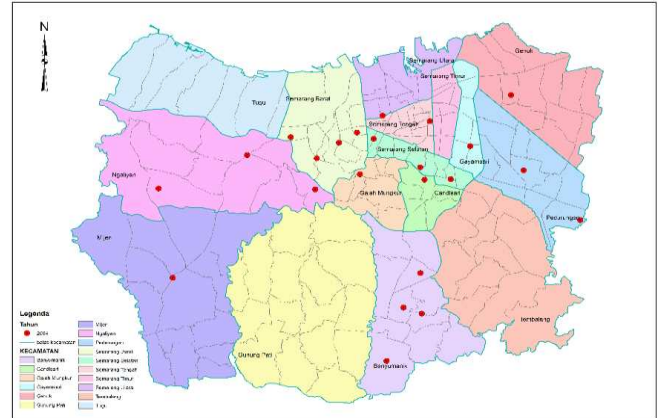 N
Genuk
Semarang Utara
Semarang Timur
Tugu
Semarang Barat
Semarang Tengah
Semarang Selatan
Gayamsari
Ngaliyan
Gajah Mungkur
Candisari
Pedurungan
Mijen
Tembalang
Gunung Pati
Banyumanik
Legenda
Tahun
2004
Batas Kecamatan
KECAMATAN
Banyumanik
Candisari
Gajah Mungkur
Gayamsari
Genuk
Gunung Pati
Mijen
Ngaliyan
Pedurungan
Semarang Barat
Semarang Selatan
Semarang Tengah
Semarang Timur
Semarang Utara
Tembalang
Tugu